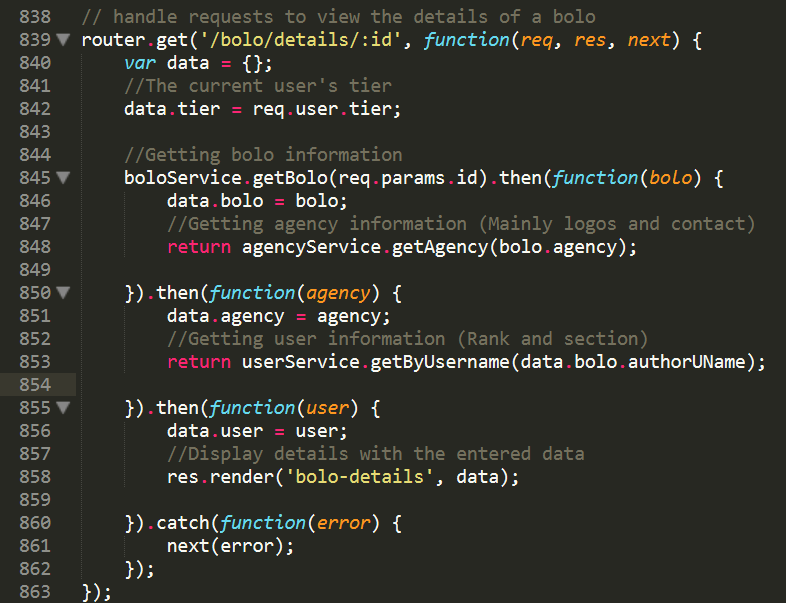 838 // handle requests to view the details of a bolo
839 router.get('/bolo/details/:id', function(req, res, next) {
840     var data = {};
841     //The current user's tier
842     data.tier = req.user.tier;
843
844     //Getting bolo information
845     boloService.getBolo(req.params.id).then(function(bolo) {
846         data.bolo = bolo;
847         //Getting agency information (Mainly logos and contact)
848         return agencyService.getAgency(bolo.agency);
849
850     }).then(function(agency) {
851         data.agency = agency;
852         //Getting user information (Rank and section)
853         return userService.getByUsername(data.bolo.authorUName);
854
855     }).then(function(user) {
856         data.user = user;
857         //Display details with the entered data
858         res.render('bolo-details', data);
859
860     }).catch(function(error) {
861         next(error);
862     });
863 });